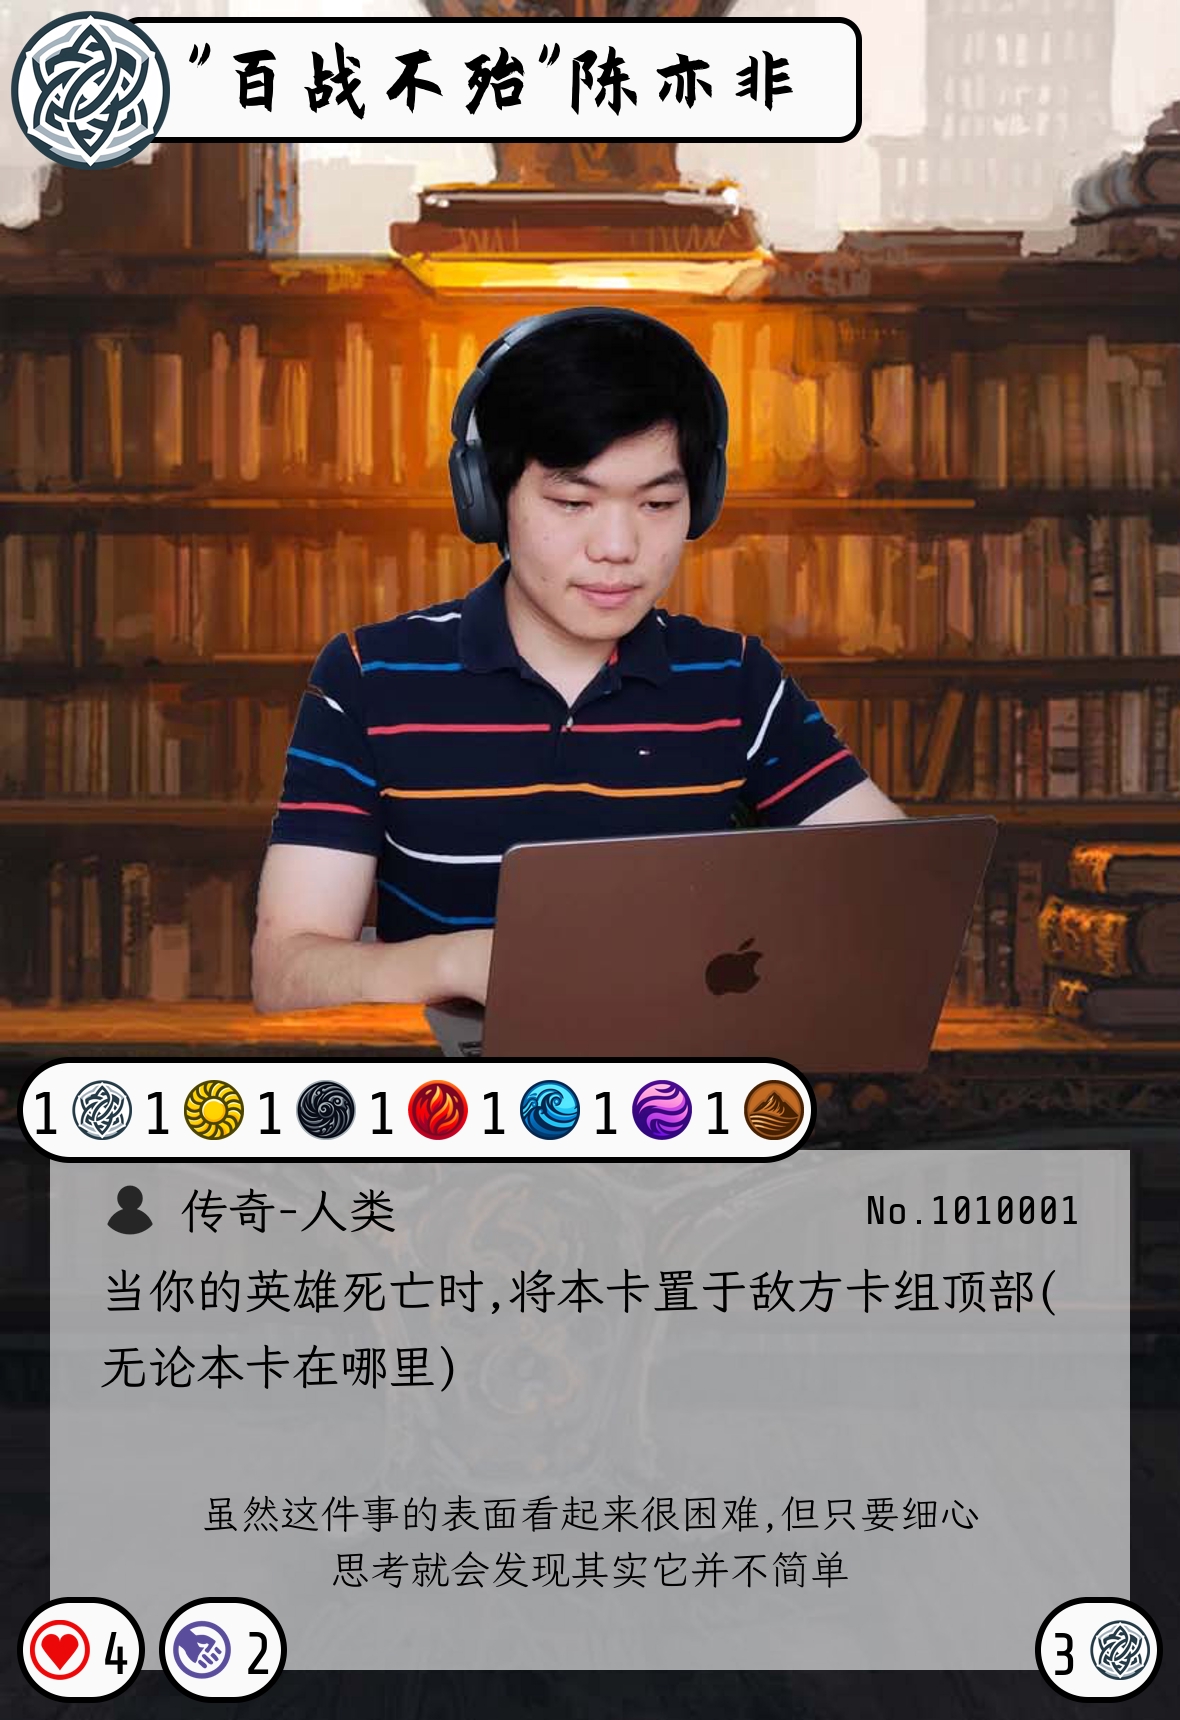 "百战不殆"陈亦非
1 1 1 1 1 1 1
传奇-人类
No.1010001
当你的英雄死亡时,将本卡置于敌方卡组顶部(
无论本卡在哪里)
虽然这件事的表面看起来很困难,但只要细心
思考就会发现其实它并不简单
4 2 3